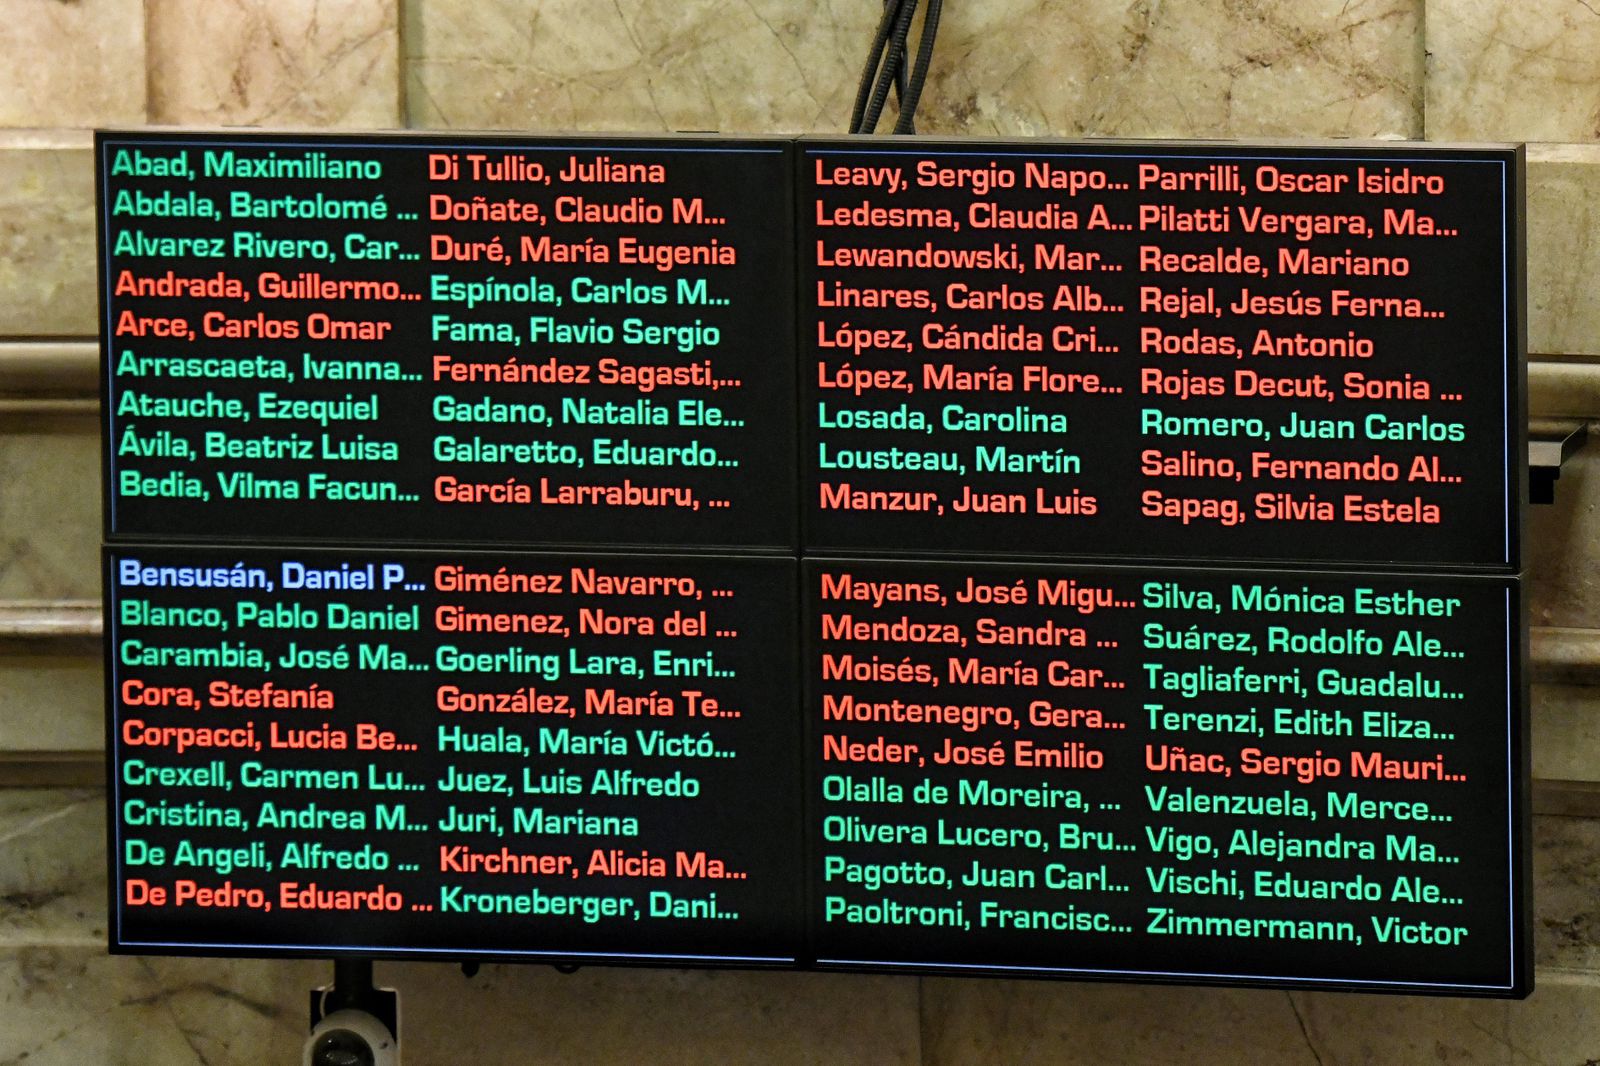 Abad, Maximiliano
Abdala, Bartolomé ...
Alvarez Rivero, Car...
Andrada, Guillermo...
Arce, Carlos Omar
Arrascaeta, Ivanna...
Atauche, Ezequiel
Ávila, Beatriz Luisa
Bedia, Vilma Facun...
Bensusán, Daniel P...
Blanco, Pablo Daniel
Carambia, José Ma...
Cora, Stefanía
Corpacci, Lucia Be...
Crexell, Carmen Lu...
Cristina, Andrea M...
De Angeli, Alfredo ...
De Pedro, Eduardo ...
Di Tullio, Juliana
Doñate, Claudio M...
Duré, María Eugenia
Espínola, Carlos M...
Fama, Flavio Sergio
Fernández Sagasti,...
Gadano, Natalia Ele...
Galaretto, Eduardo...
García Larraburu, ...
Giménez Navarro, ...
Gimenez, Nora del ...
Goerling Lara, Enri...
González, María Te...
Huala, María Victó...
Juez, Luis Alfredo
Juri, Mariana
Kirchner, Alicia Ma...
Kroneberger, Dani...
Leavy, Sergio Napo...
Ledesma, Claudia A...
Lewandowski, Mar...
Linares, Carlos Alb...
López, Cándida Cri...
López, María Flore...
Losada, Carolina
Lousteau, Martín
Manzur, Juan Luis
Mayans, José Migu...
Mendoza, Sandra ...
Moisés, María Car...
Montenegro, Gera...
Neder, José Emilio
Olalla de Moreira, ...
Olivera Lucero, Bru...
Pagotto, Juan Carl...
Paoltroni, Francisc...
Parrilli, Oscar Isidro
Pilatti Vergara, Ma...
Recalde, Mariano
Rejal, Jesús Ferna...
Rodas, Antonio
Rojas Decut, Sonia ...
Romero, Juan Carlos
Salino, Fernando Al...
Sapag, Silvia Estela
Silva, Mónica Esther
Suárez, Rodolfo Ale...
Tagliaferri, Guadalu...
Terenzi, Edith Eliza...
Uñac, Sergio Mauri...
Valenzuela, Merce...
Vigo, Alejandra Ma...
Vischi, Eduardo Ale...
Zimmermann, Victor